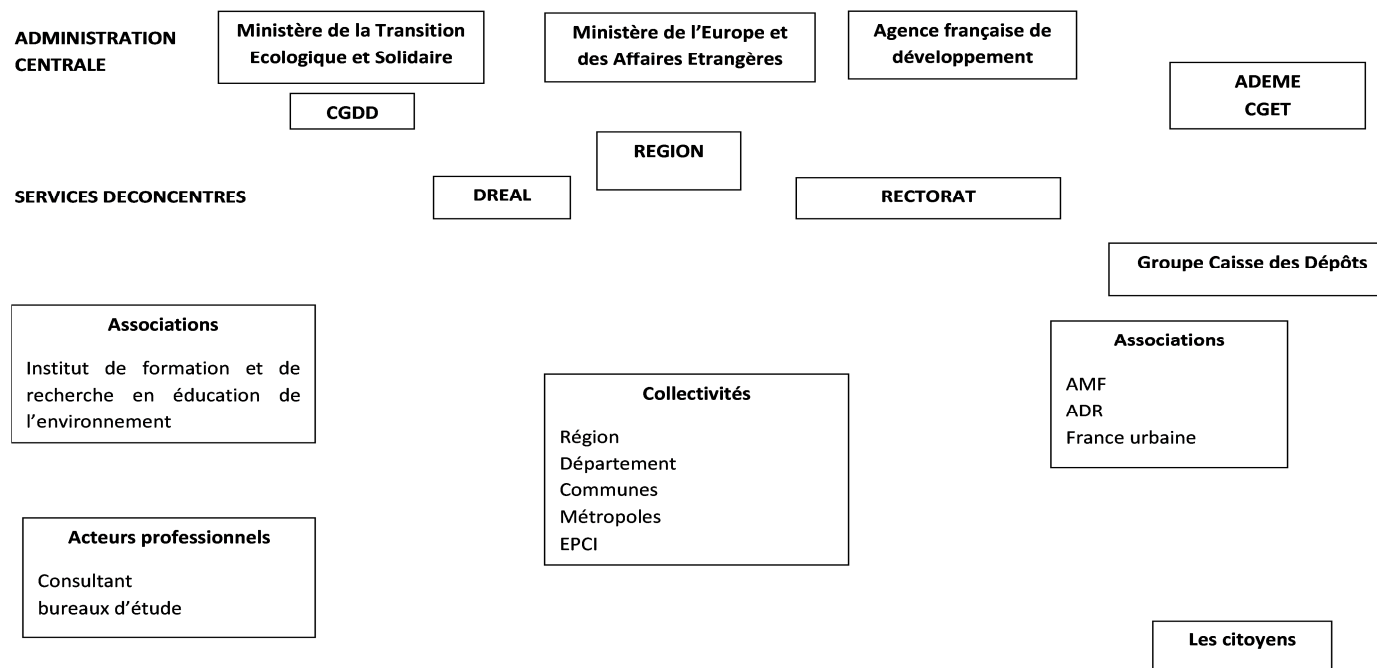 ADMINISTRATION
CENTRALE
Ministère de la Transition
Ecologique et Solidaire
Ministère de l’Europe et
des Affaires Etrangères
Agence française de
développement
ADEME
CGET
CGDD
REGION
SERVICES DECONCENTRES
DREAL
RECTORAT
Groupe Caisse des Dépôts
Associations
Institut de formation et de
recherche en éducation de
l’environnement
Associations
AMF
ADR
France urbaine
Collectivités
Région
Département
Communes
Métropoles
EPCI
Acteurs professionnels
Consultant
bureaux d’étude
Les citoyens